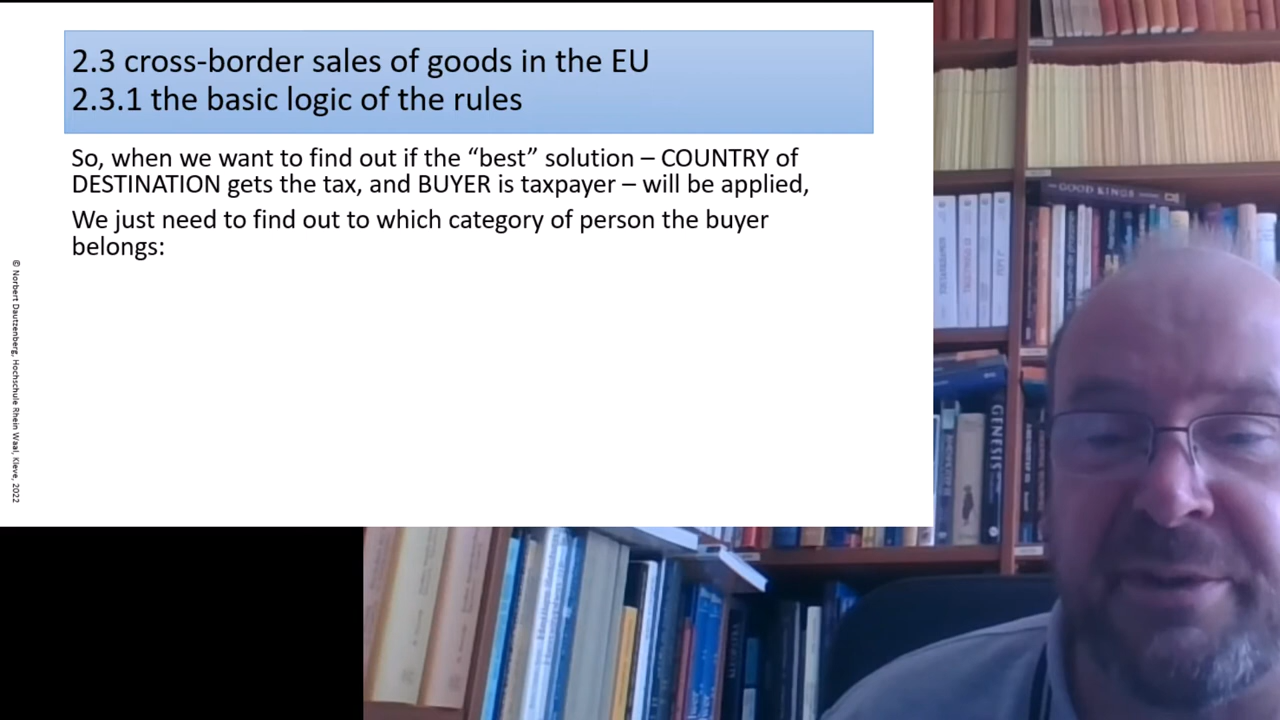 2.3 cross-border sales of goods in the EU
2.3.1 the basic logic of the rules
So, when we want to find out if the “best” solution – COUNTRY of
DESTINATION gets the tax, and BUYER is taxpayer – will be applied,
We just need to find out to which category of person the buyer
belongs:
© Norbert Dautzenberg, Hochschule Rhein Waal, Kleve, 2022
GOOD KINGS
GENESIS